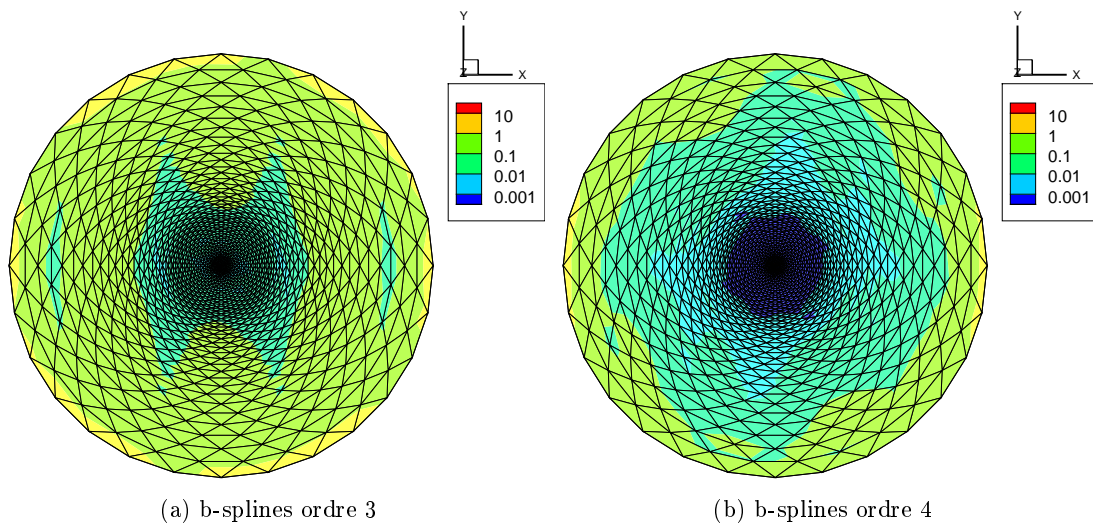 Y
Z
X
10
1
0.1
0.01
0.001
Y
Z
X
10
1
0.1
0.01
0.001
(a) b-splines ordre 3
(b) b-splines ordre 4